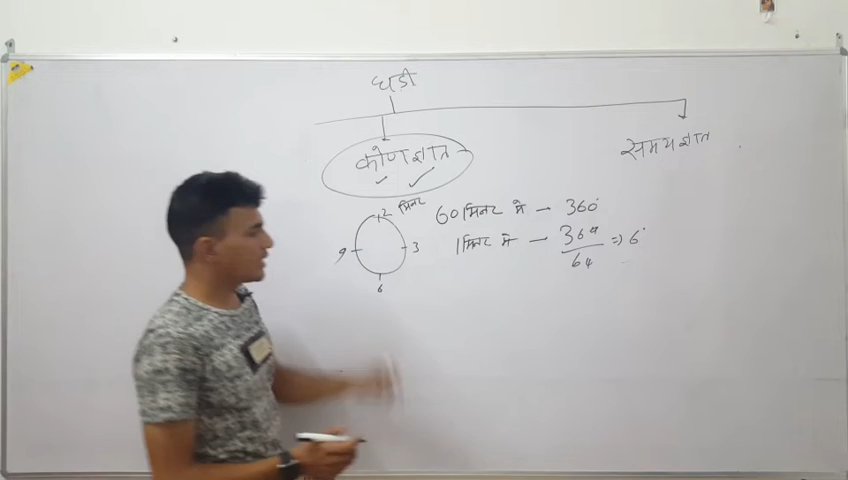 घडी
कोण ज्ञात
समय ज्ञात
12 मिनट
9
3
6
60 मिनट में - 360°
1 मिनट में - 360/60 ⇒ 6°